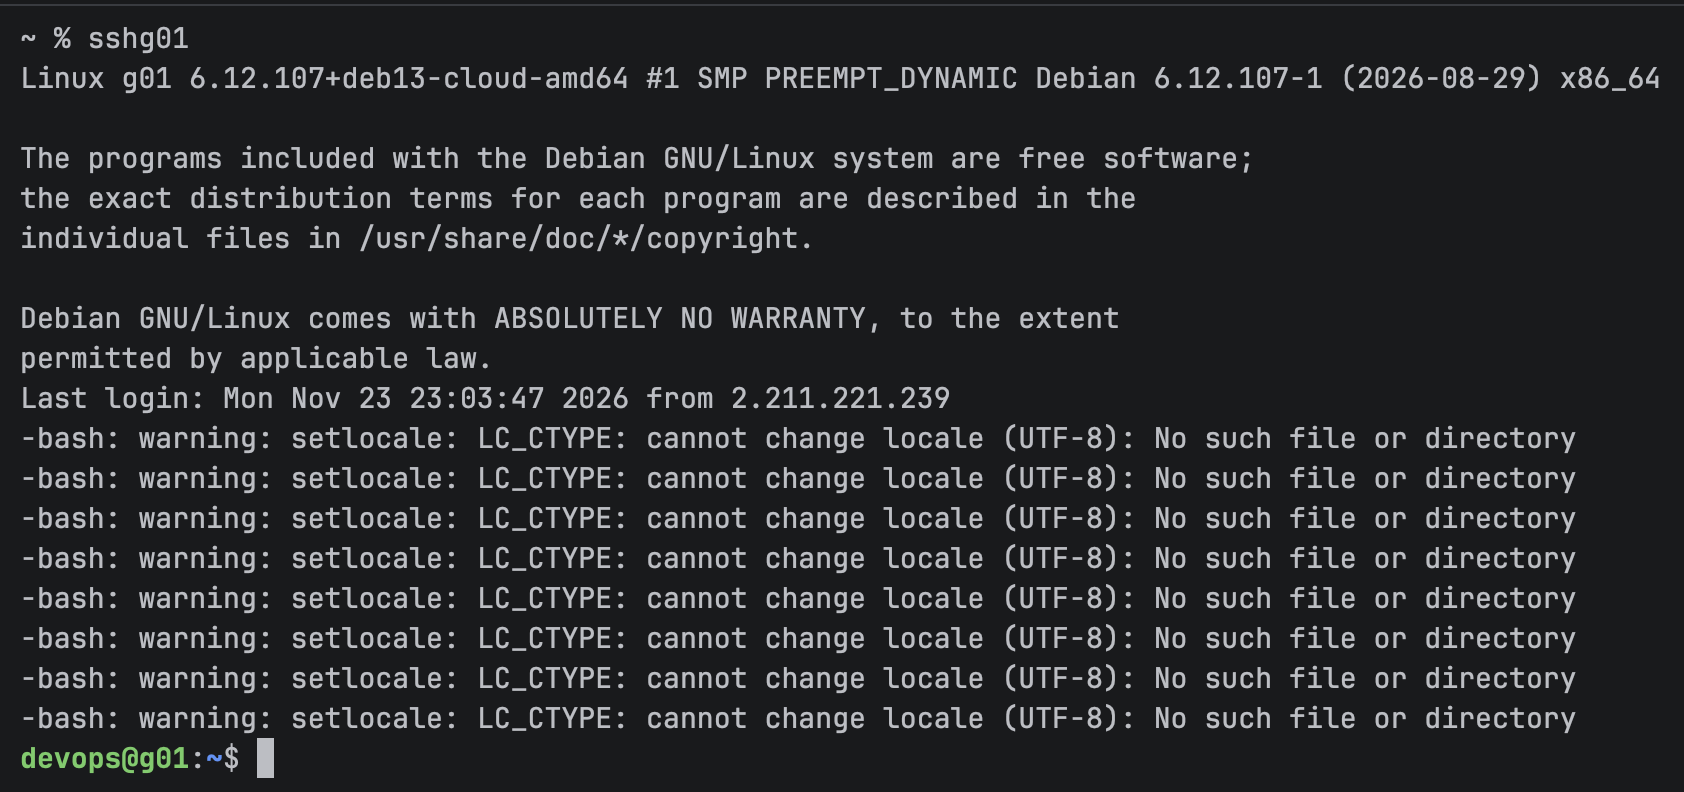 ~ % sshg01
Linux g01 6.12.107+deb13-cloud-amd64 #1 SMP PREEMPT_DYNAMIC Debian 6.12.107-1 (2026-08-29) x86_64
The programs included with the Debian GNU/Linux system are free software;
the exact distribution terms for each program are described in the
individual files in /usr/share/doc/*/copyright.
Debian GNU/Linux comes with ABSOLUTELY NO WARRANTY, to the extent
permitted by applicable law.
Last login: Mon Nov 23 23:03:47 2026 from 2.211.221.239
-bash: warning: setlocale: LC_CTYPE: cannot change locale (UTF-8): No such file or directory
-bash: warning: setlocale: LC_CTYPE: cannot change locale (UTF-8): No such file or directory
-bash: warning: setlocale: LC_CTYPE: cannot change locale (UTF-8): No such file or directory
-bash: warning: setlocale: LC_CTYPE: cannot change locale (UTF-8): No such file or directory
-bash: warning: setlocale: LC_CTYPE: cannot change locale (UTF-8): No such file or directory
-bash: warning: setlocale: LC_CTYPE: cannot change locale (UTF-8): No such file or directory
-bash: warning: setlocale: LC_CTYPE: cannot change locale (UTF-8): No such file or directory
-bash: warning: setlocale: LC_CTYPE: cannot change locale (UTF-8): No such file or directory
devops@g01:~$